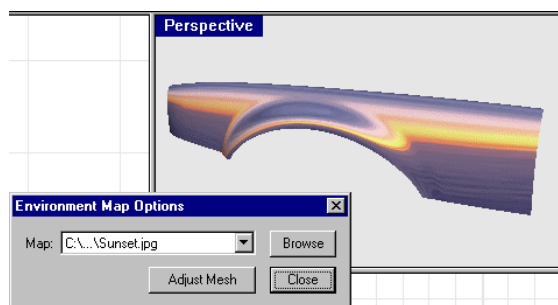 Perspective
Environment Map Options
Map: C:\...\Sunset.jpg Browse
Adjust Mesh Close